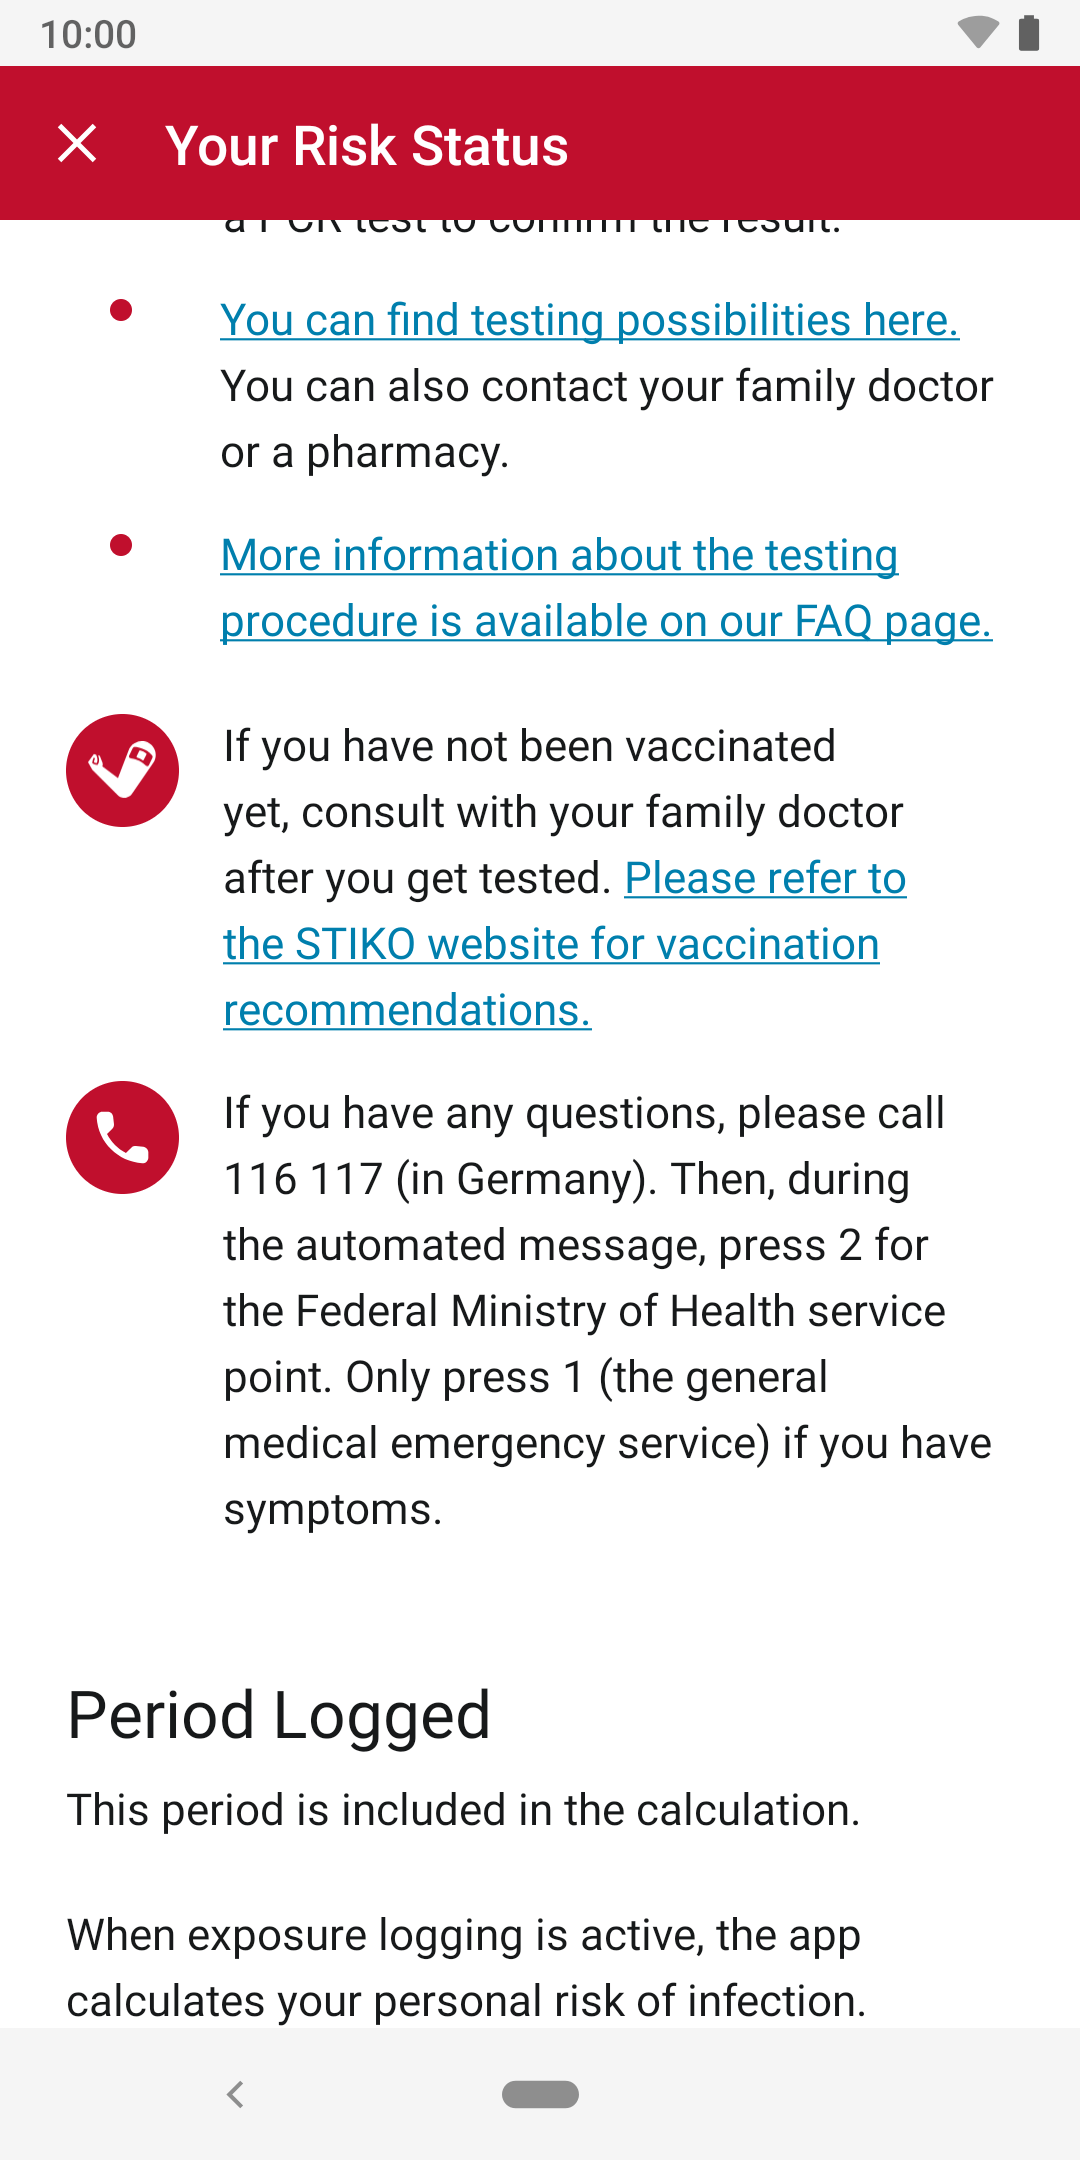 10:00
Your Risk Status
a PCR test to confirm the result.
You can find testing possibilities here.
You can also contact your family doctor
or a pharmacy.
More information about the testing
procedure is available on our FAQ page.
If you have not been vaccinated
yet, consult with your family doctor
after you get tested. Please refer to
the STIKO website for vaccination
recommendations.
If you have any questions, please call
116 117 (in Germany). Then, during
the automated message, press 2 for
the Federal Ministry of Health service
point. Only press 1 (the general
medical emergency service) if you have
symptoms.
Period Logged
This period is included in the calculation.
When exposure logging is active, the app
calculates your personal risk of infection.